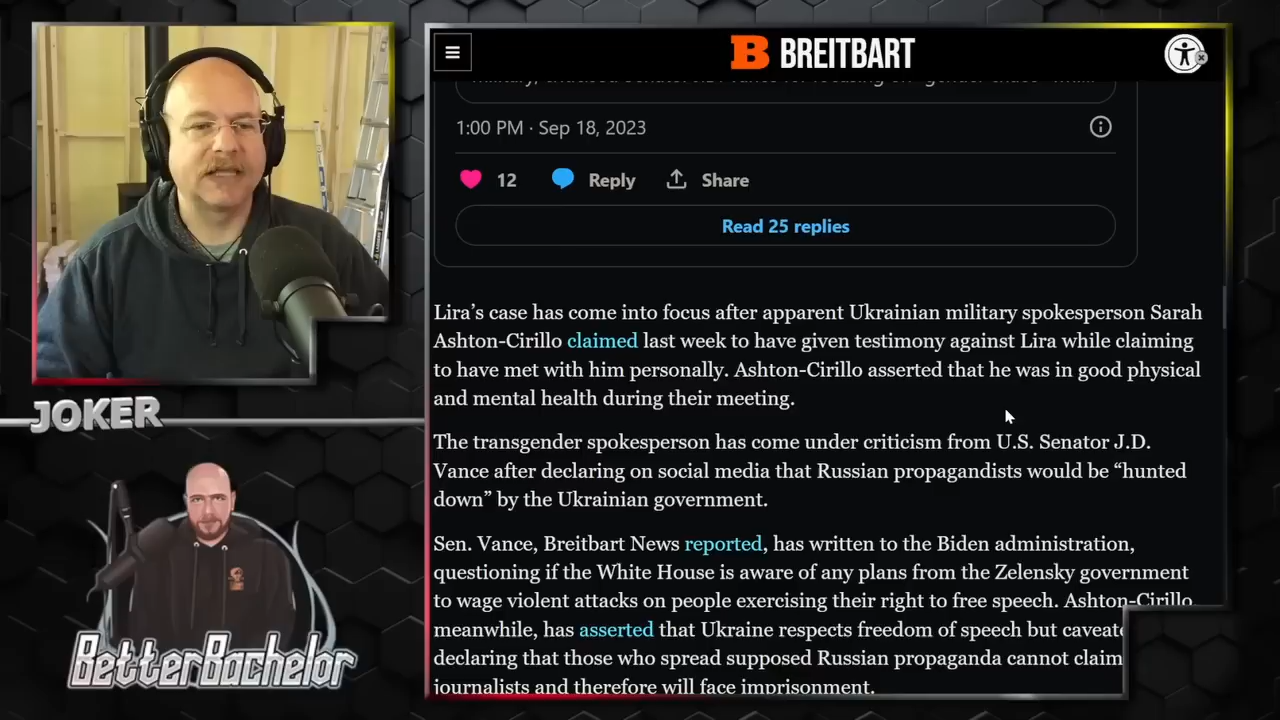 BREITBART
1:00 PM · Sep 18, 2023
12 Reply Share
Read 25 replies
Lira’s case has come into focus after apparent Ukrainian military spokesperson Sarah
Ashton-Cirillo claimed last week to have given testimony against Lira while claiming
to have met with him personally. Ashton-Cirillo asserted that he was in good physical
and mental health during their meeting.
The transgender spokesperson has come under criticism from U.S. Senator J.D.
Vance after declaring on social media that Russian propagandists would be “hunted
down” by the Ukrainian government.
Sen. Vance, Breitbart News reported, has written to the Biden administration,
questioning if the White House is aware of any plans from the Zelensky government
to wage violent attacks on people exercising their right to free speech. Ashton-Cirillo,
meanwhile, has asserted that Ukraine respects freedom of speech but
declaring that those who spread supposed Russian propaganda cannot claim
journalists and therefore will face imprisonment.
JOKER
BetterBachelor